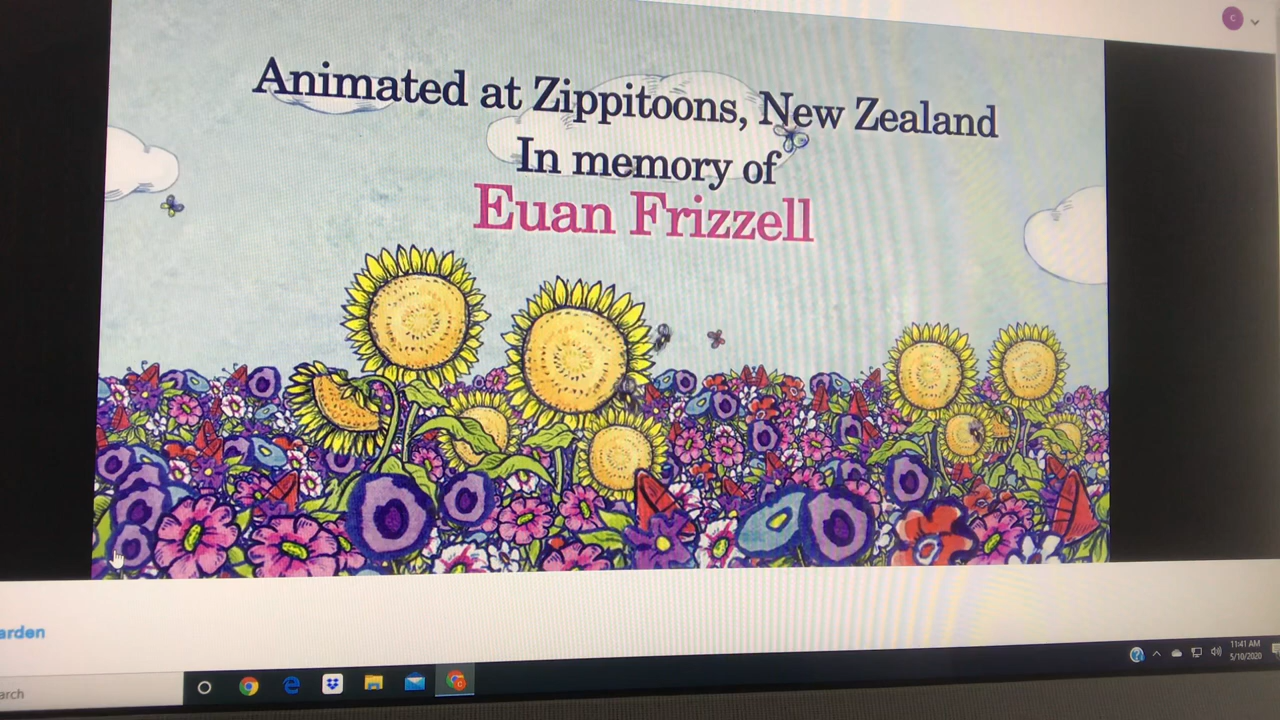 C
Animated at Zippitoons, New Zealand
In memory of
Euan Frizzell
arden
arch
11:41 AM
5/10/2020